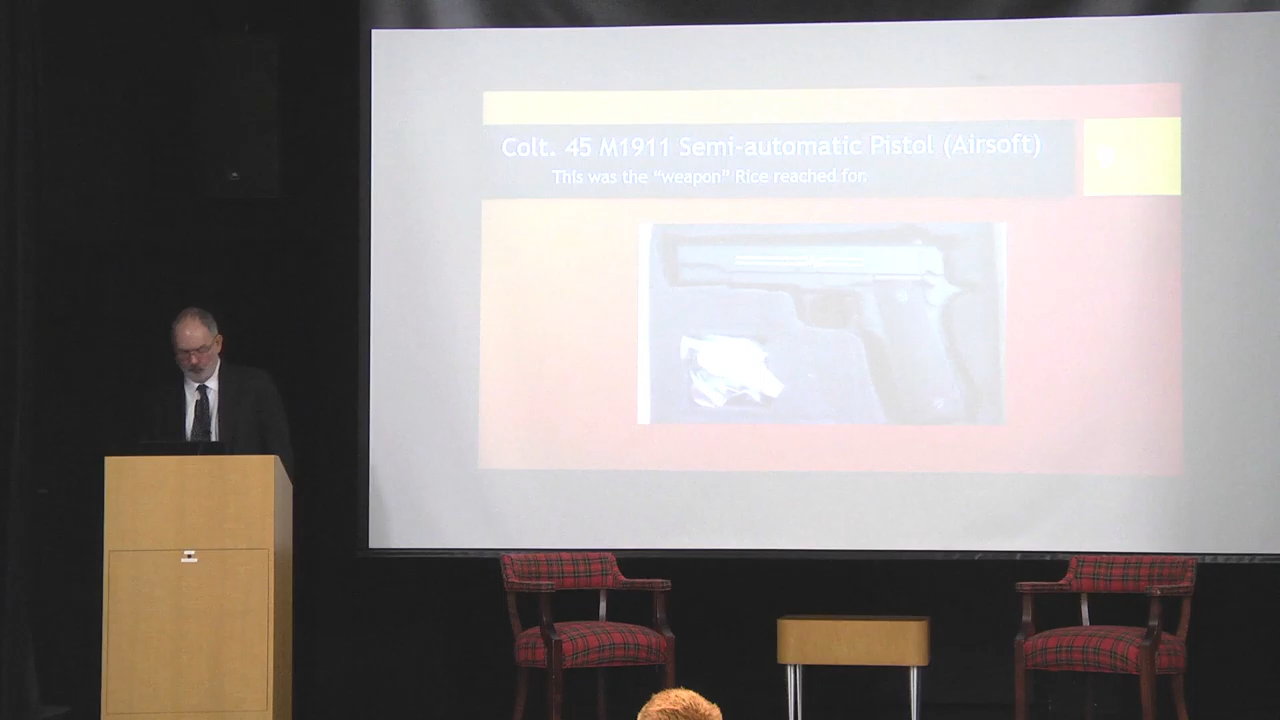 Colt. 45 M1911 Semi-automatic Pistol (Airsoft)
This was the “weapon” Rice reached for.